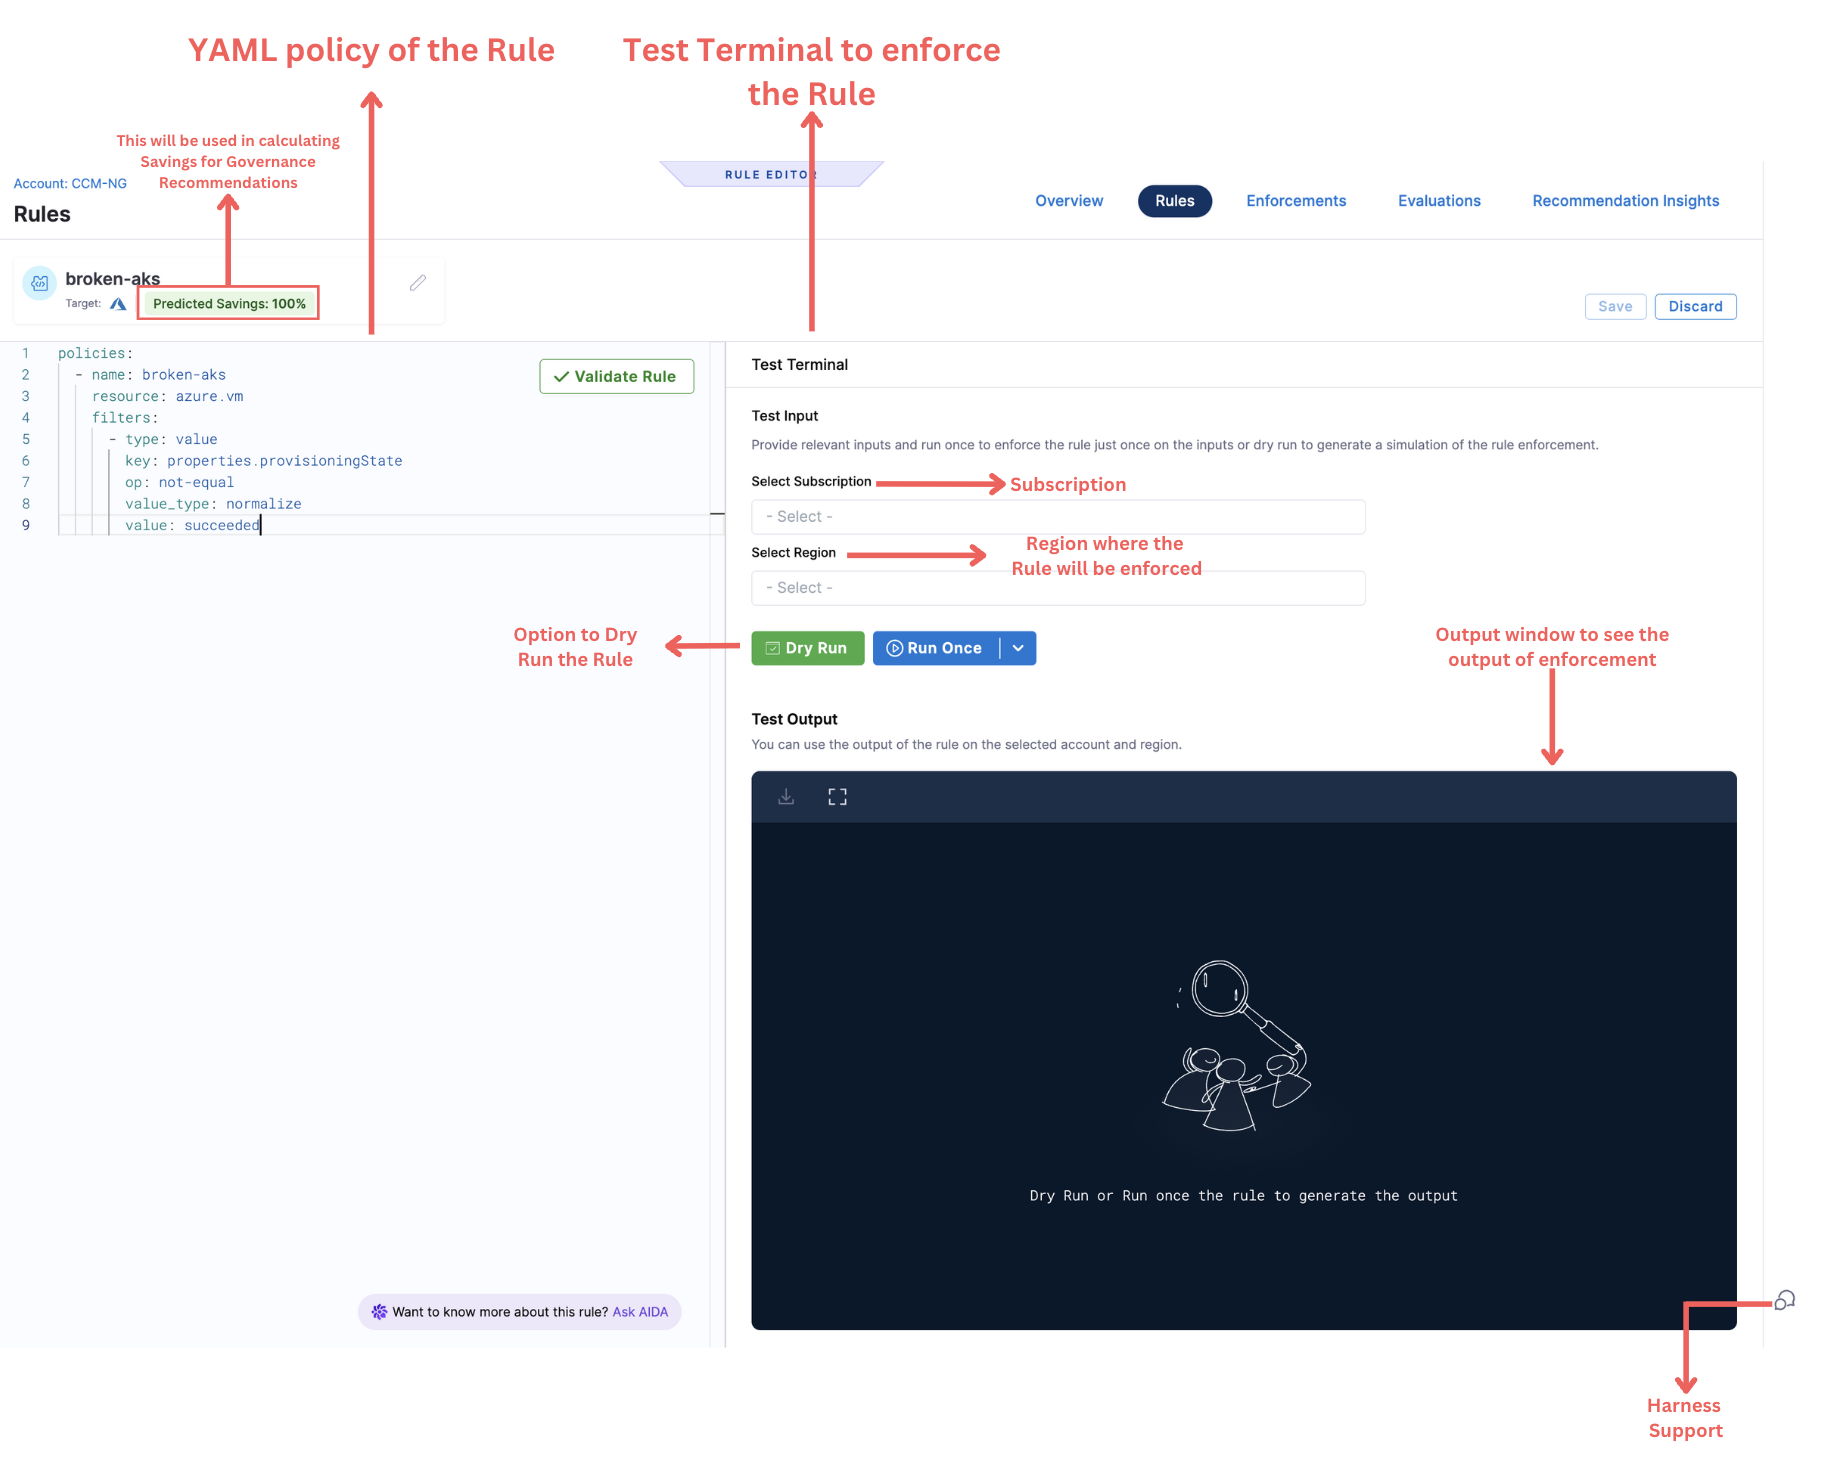 YAML policy of the Rule
Test Terminal to enforce
the Rule
This will be used in calculating
Savings for Governance
Recommendations
Account: CCM-NG
Rules
RULE EDITOR
Overview
Rules
Enforcements
Evaluations
Recommendation Insights
broken-aks
Target:
Predicted Savings: 100%
Save
Discard
1 policies:
2 - name: broken-aks
3 resource: azure.vm
4 filters:
5 - type: value
6 key: properties.provisioningState
7 op: not-equal
8 value_type: normalize
9 value: succeeded
Validate Rule
Test Terminal
Test Input
Provide relevant inputs and run once to enforce the rule just once on the inputs or dry run to generate a simulation of the rule enforcement.
Select Subscription
Subscription
- Select -
Select Region
Region where the
Rule will be enforced
- Select -
Option to Dry
Run the Rule
Dry Run
Run Once
Output window to see the
output of enforcement
Test Output
You can use the output of the rule on the selected account and region.
Dry Run or Run once the rule to generate the output
Want to know more about this rule? Ask AIDA
Harness
Support